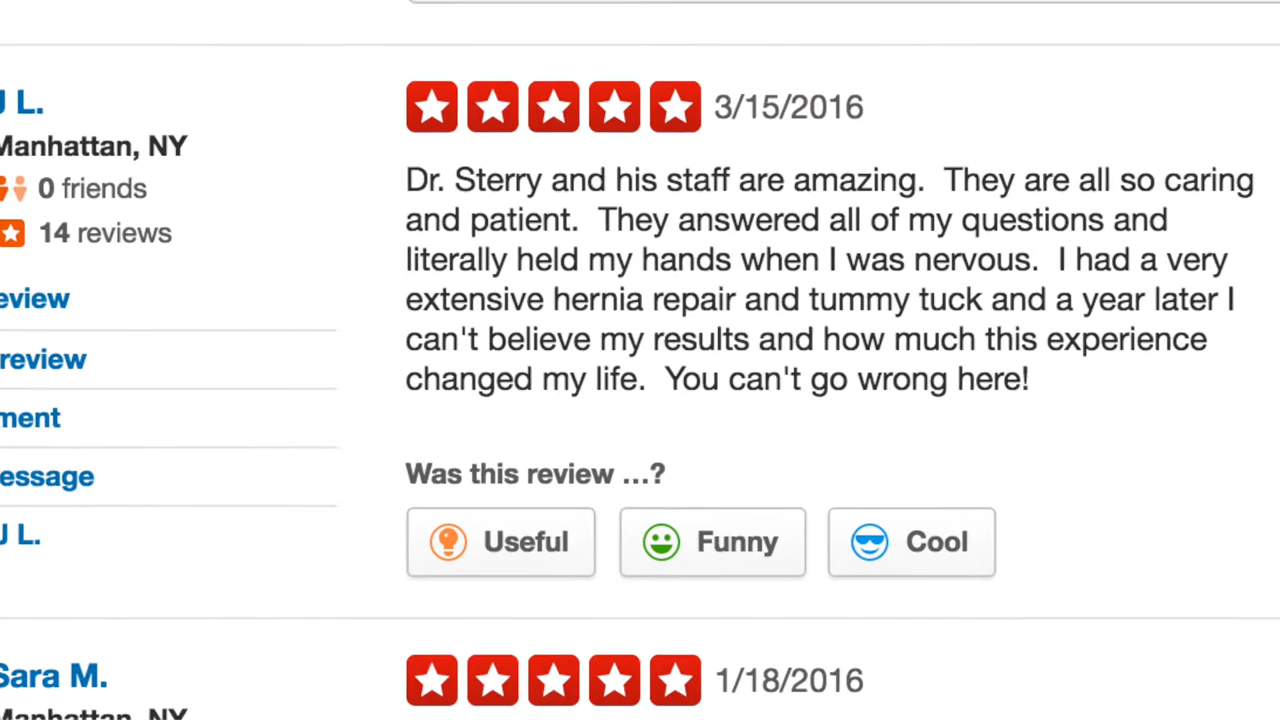 J L.
Manhattan, NY
0 friends
14 reviews
eview
review
ment
essage
J L.
3/15/2016
Dr. Sterry and his staff are amazing.  They are all so caring
and patient.  They answered all of my questions and
literally held my hands when I was nervous.  I had a very
extensive hernia repair and tummy tuck and a year later I
can't believe my results and how much this experience
changed my life.  You can't go wrong here!
Was this review ...?
Useful
Funny
Cool
Sara M.
Manhattan, NY
1/18/2016